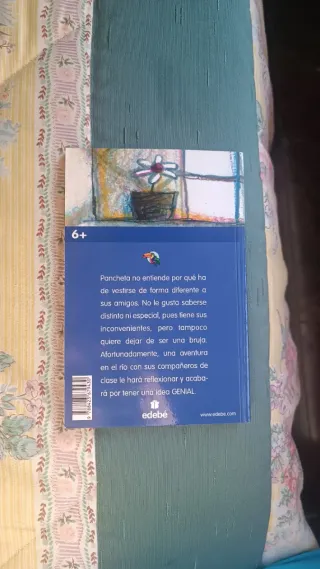 6+
Pancheta no entiende por qué ha
de vestirse de forma diferente a
sus amigos. No le gusta saberse
distinta ni especial, pues tiene sus
inconvenientes, pero tampoco
quiere dejar de ser una bruja.
Afortunadamente, una aventura
en el río con sus compañeros de
clase le hará reflexionar y acaba-
rá por tener una idea GENIAL.
edebé
www.edebe.com